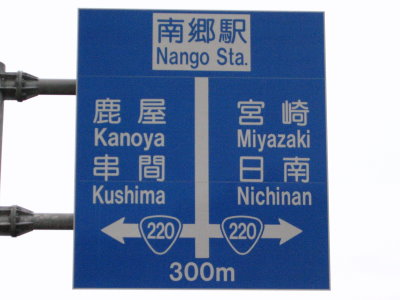 南郷駅
Nango Sta.
鹿屋
Kanoya
串間
Kushima
宮崎
Miyazaki
日南
Nichinan
220
220
300m